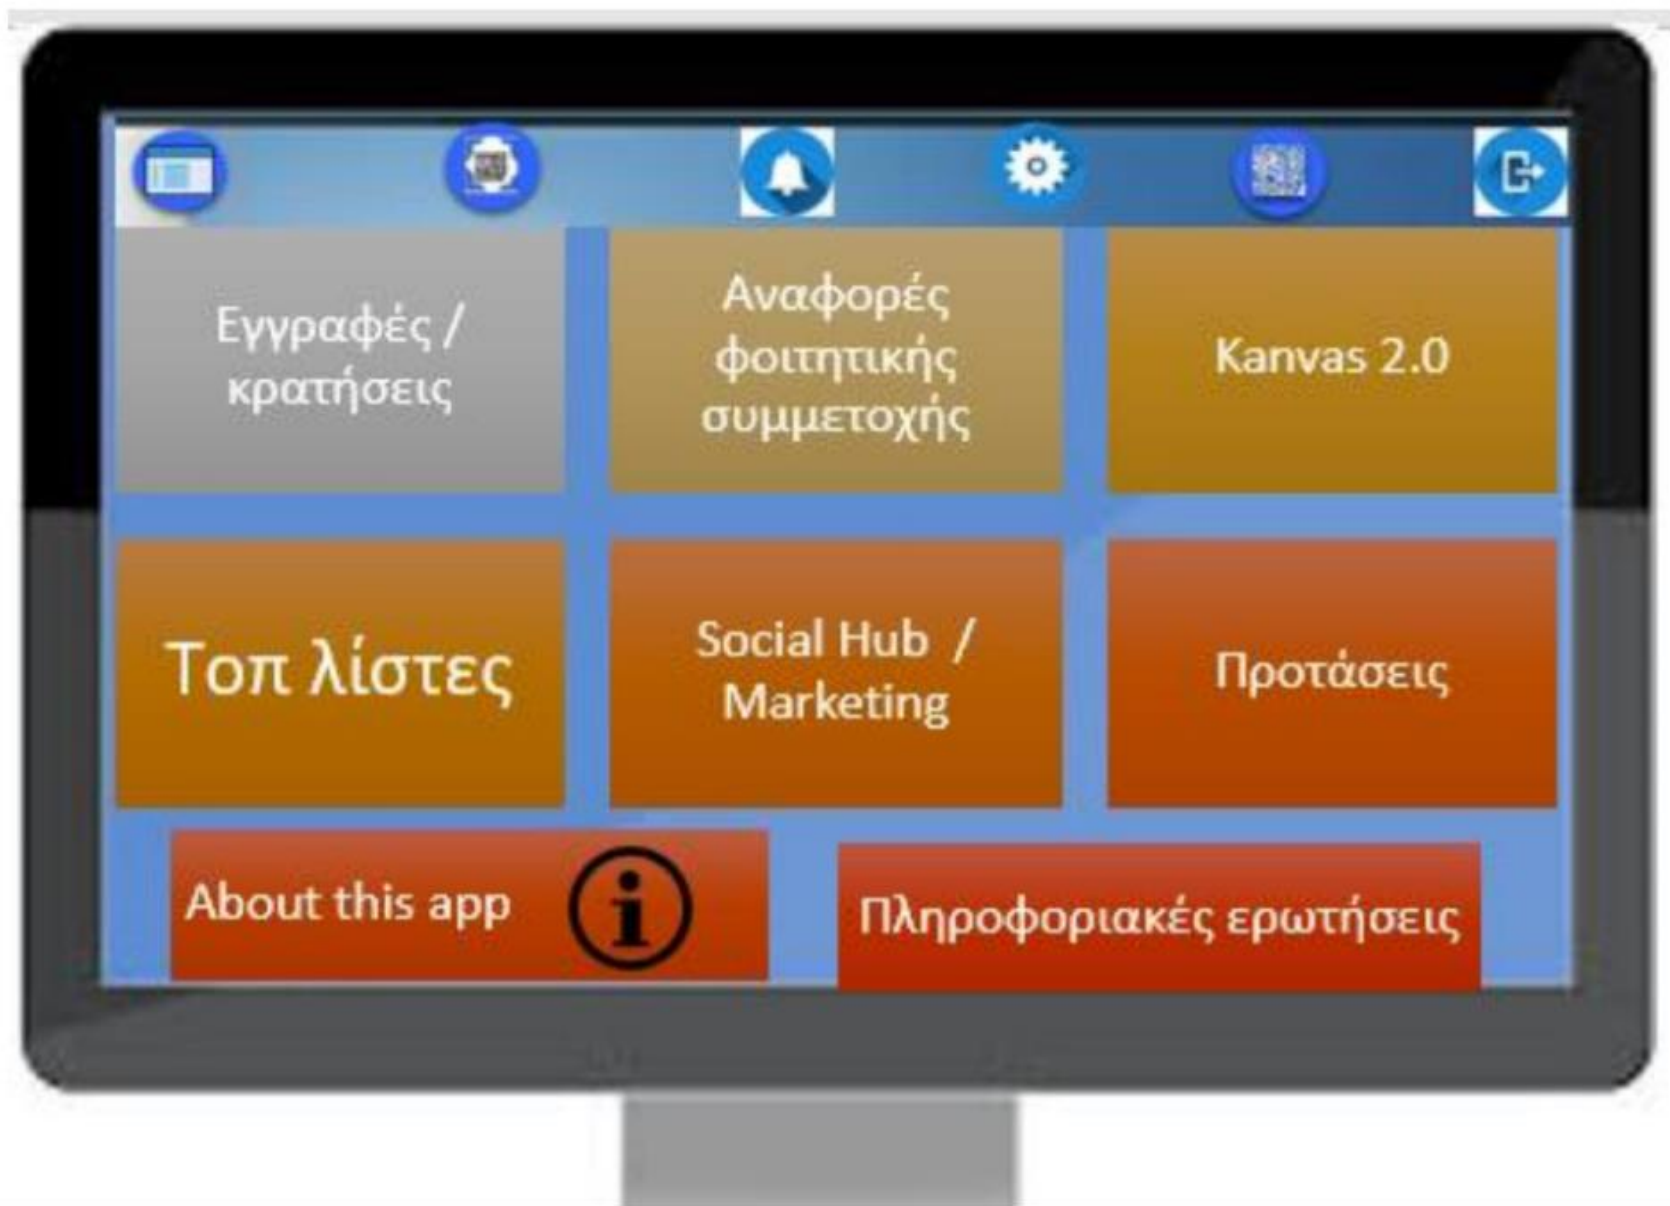 Εγγραφές /
κρατήσεις
Αναφορές
φοιτητικής
συμμετοχής
Kanvas 2.0
Τοπ λίστες
Social Hub /
Marketing
Προτάσεις
About this app
Πληροφοριακές ερωτήσεις